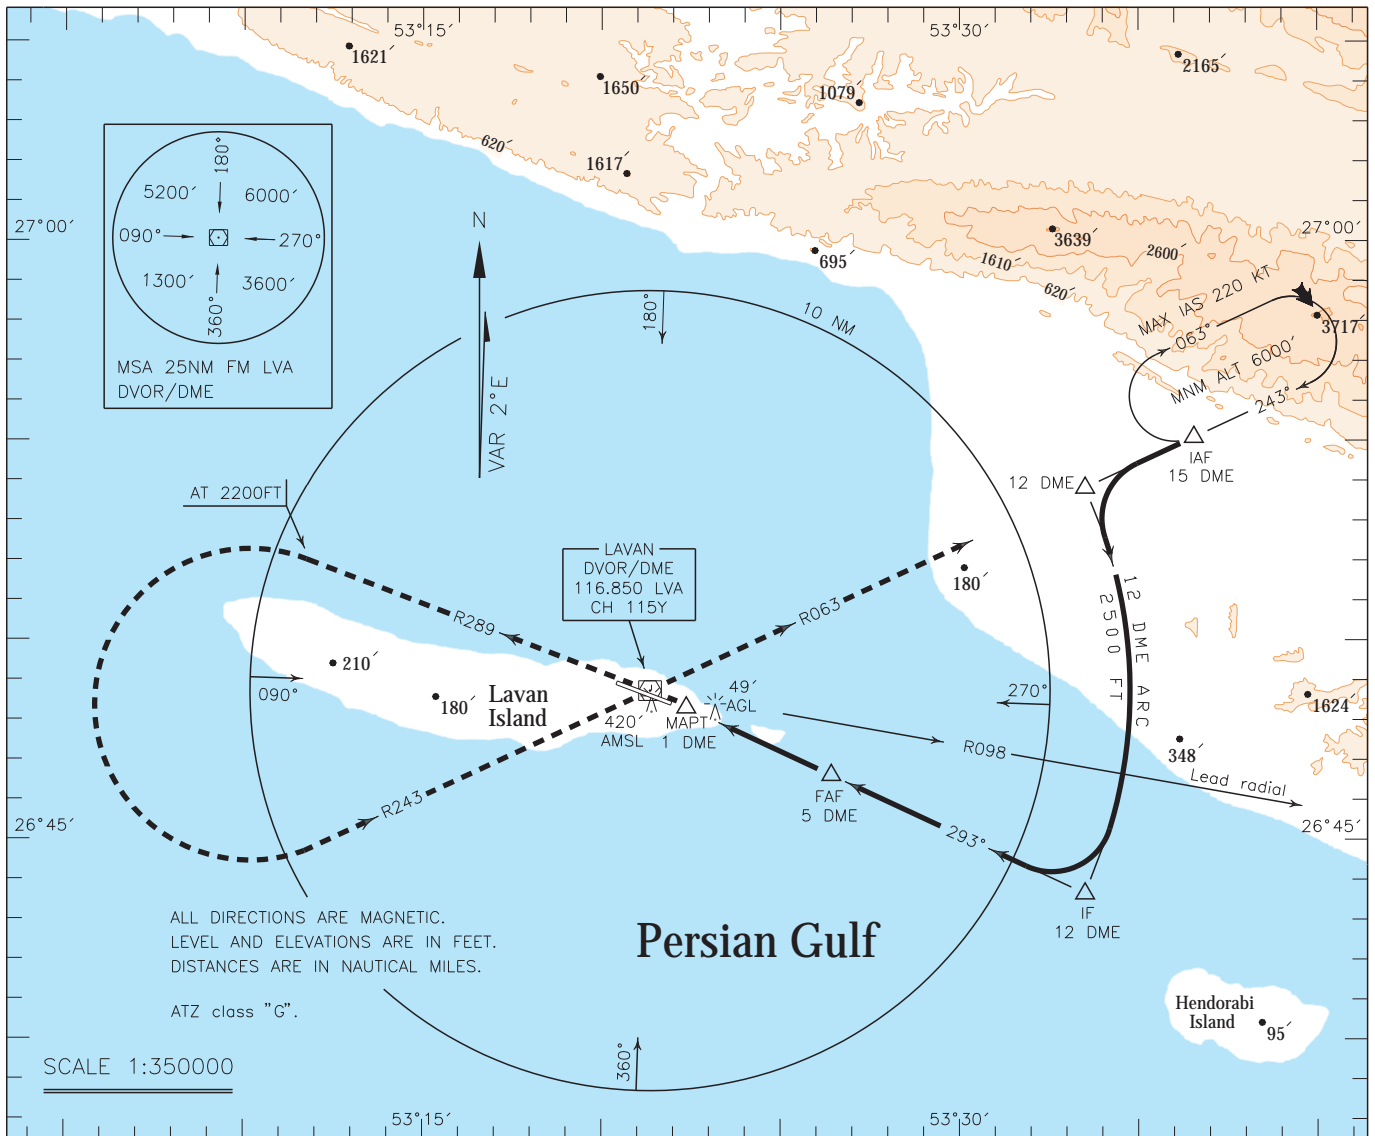 53°15´
53°30´
1621´
1650´
1079´
2165´
620´
1617´
180°
5200´
6000´
090°
270°
1300´
3600´
360°
MSA 25NM FM LVA
DVOR/DME
27°00´
27°00´
N
VAR 2°E
695´
3639´
1610´
2600´
620´
MAX IAS 220 KT
063°
3717´
MNM ALT 6000'
243°
180°
10 NM
IAF
15 DME
12 DME
AT 2200FT
LAVAN
DVOR/DME
116.850 LVA
CH 115Y
180´
12 DME ARC
2500 FT
R289
R063
210´
090°
180´
Lavan
Island
49´
AGL
420´
AMSL
MAPT
1 DME
270°
1624´
348´
R098
Lead radial
R243
FAF
5 DME
293°
26°45´
26°45´
IF
12 DME
ALL DIRECTIONS ARE MAGNETIC.
LEVEL AND ELEVATIONS ARE IN FEET.
DISTANCES ARE IN NAUTICAL MILES.
ATZ class "G".
Persian Gulf
Hendorabi
Island
95´
360°
SCALE 1:350000
53°15´
53°30´